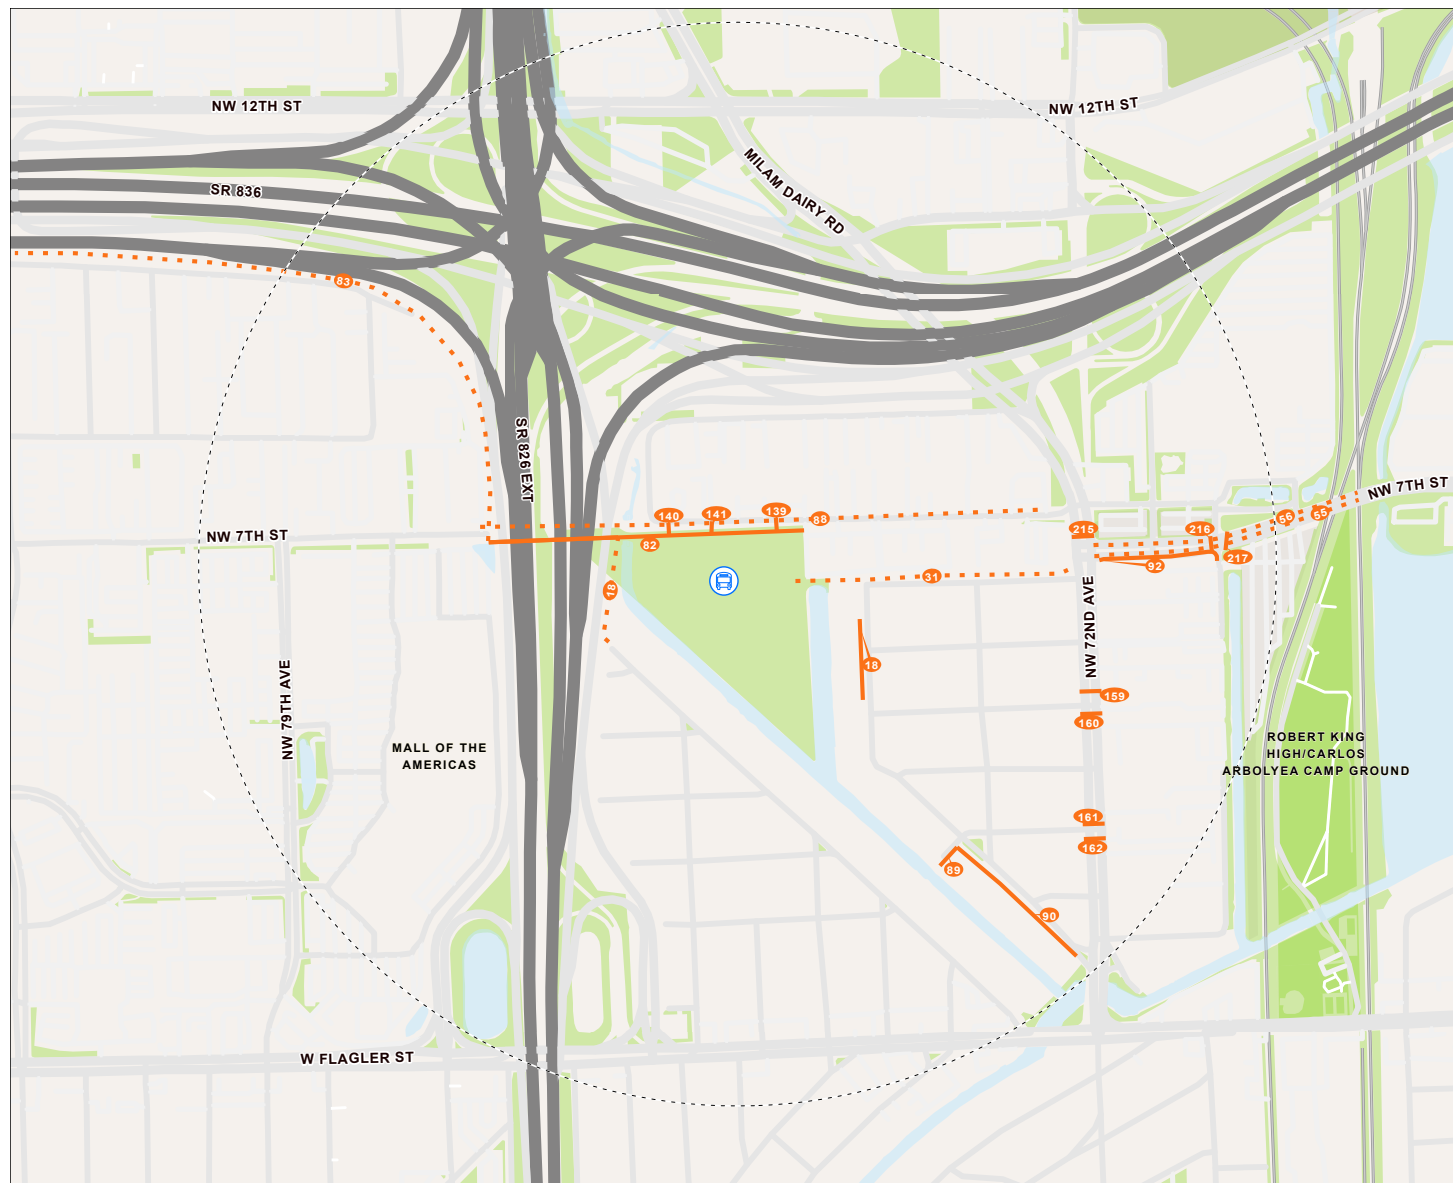 NW 12TH ST
NW 12TH ST
MILAM DAIRY RD
SR 836
83
SR 826 EXT
NW 7TH ST
140
141
139
88
215
216
66
55
NW 7TH ST
82
217
92
31
18
NW 72ND AVE
18
NW 79TH AVE
159
160
MALL OF THE
AMERICAS
ROBERT KING
HIGH/CARLOS
ARBOLYEA CAMP GROUND
161
162
89
90
W FLAGLER ST